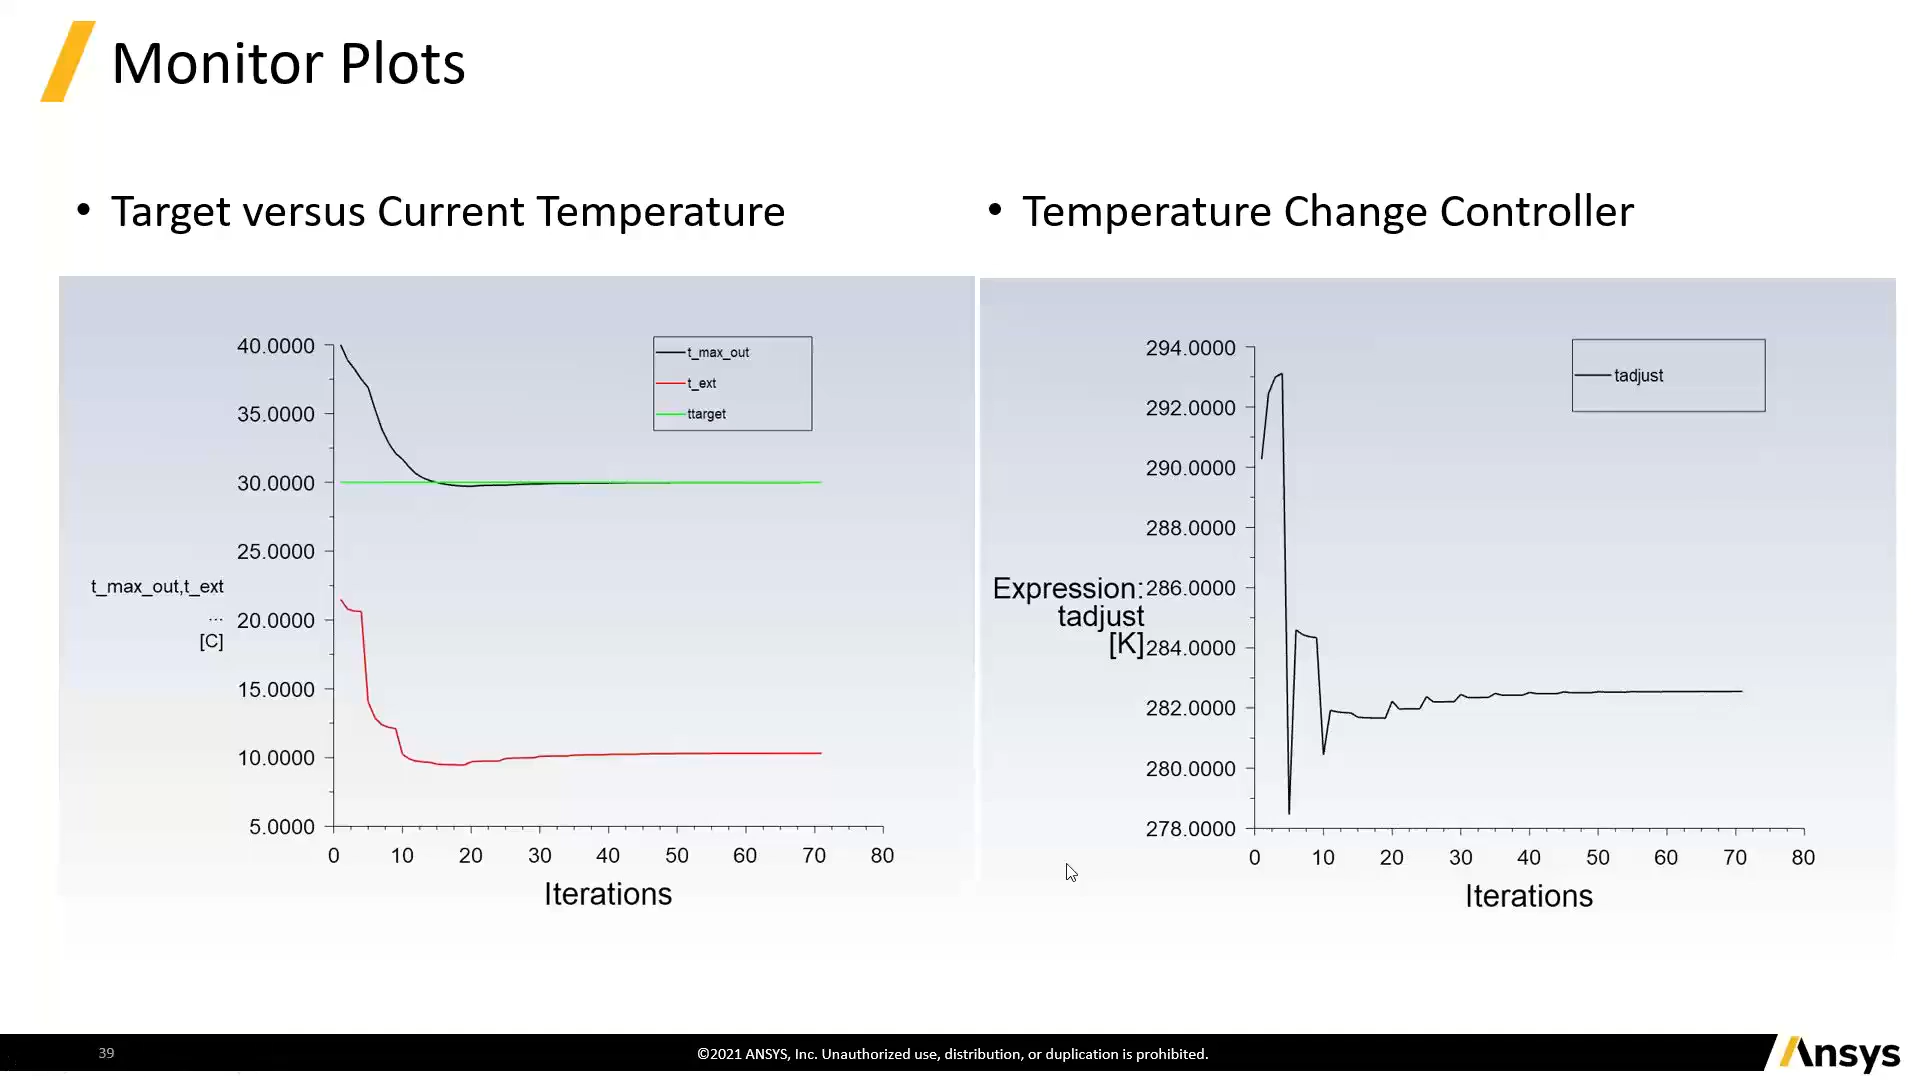 Monitor Plots
• Target versus Current Temperature
40.0000
35.0000
30.0000
25.0000
20.0000
15.0000
10.0000
5.0000
t_max_out,t_ext
...
[C]
t_max_out
t_ext
ttarget
0 10 20 30 40 50 60 70 80
Iterations
• Temperature Change Controller
294.0000
292.0000
290.0000
288.0000
286.0000
284.0000
282.0000
280.0000
278.0000
Expression:
tadjust
[K]
tadjust
0 10 20 30 40 50 60 70 80
Iterations
39
©2021 ANSYS, Inc. Unauthorized use, distribution, or duplication is prohibited.
Ansys